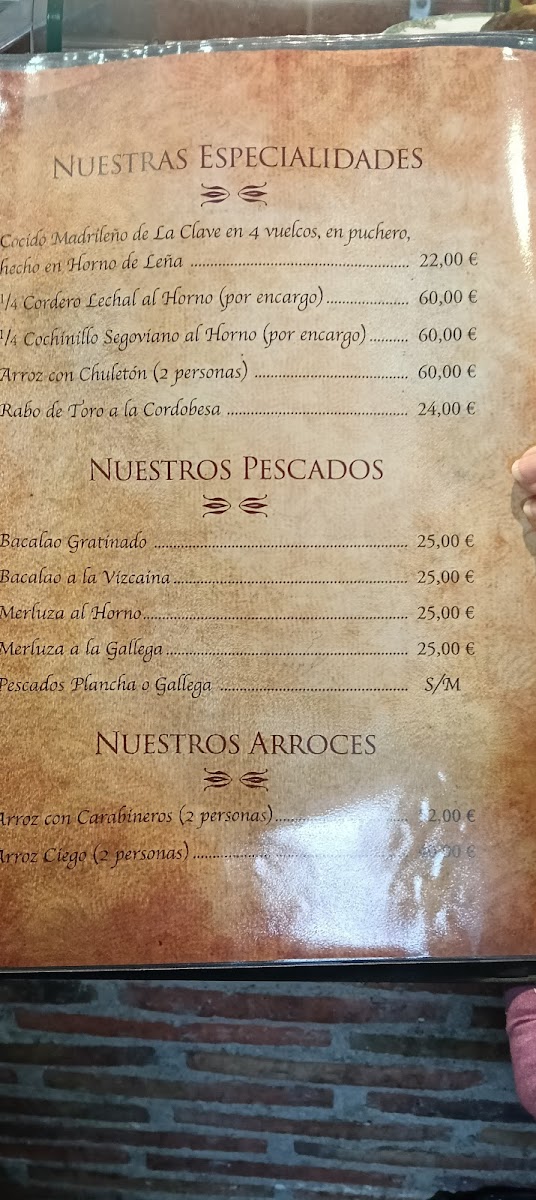 NUESTRAS ESPECIALIDADES
Cocido Madrileño de La Clave en 4 vuelcos, en puchero,
hecho en Horno de Leña ........ 22,00 €
1/4 Cordero Lechal al Horno (por encargo) ........ 60,00 €
1/4 Cochinillo Segoviano al Horno (por encargo) ........ 60,00 €
Arroz con Chuletón (2 personas) ........ 60,00 €
Rabo de Toro a la Cordobesa ........ 24,00 €
NUESTROS PESCADOS
Bacalao Gratinado ........ 25,00 €
Bacalao a la Vizcaína ........ 25,00 €
Merluza al Horno ........ 25,00 €
Merluza a la Gallega ........ 25,00 €
Pescados Plancha o Gallega ........ S/M
NUESTROS ARROCES
Arroz con Carabineros (2 personas) ........ €
Arroz Ciego (2 personas) ........ €